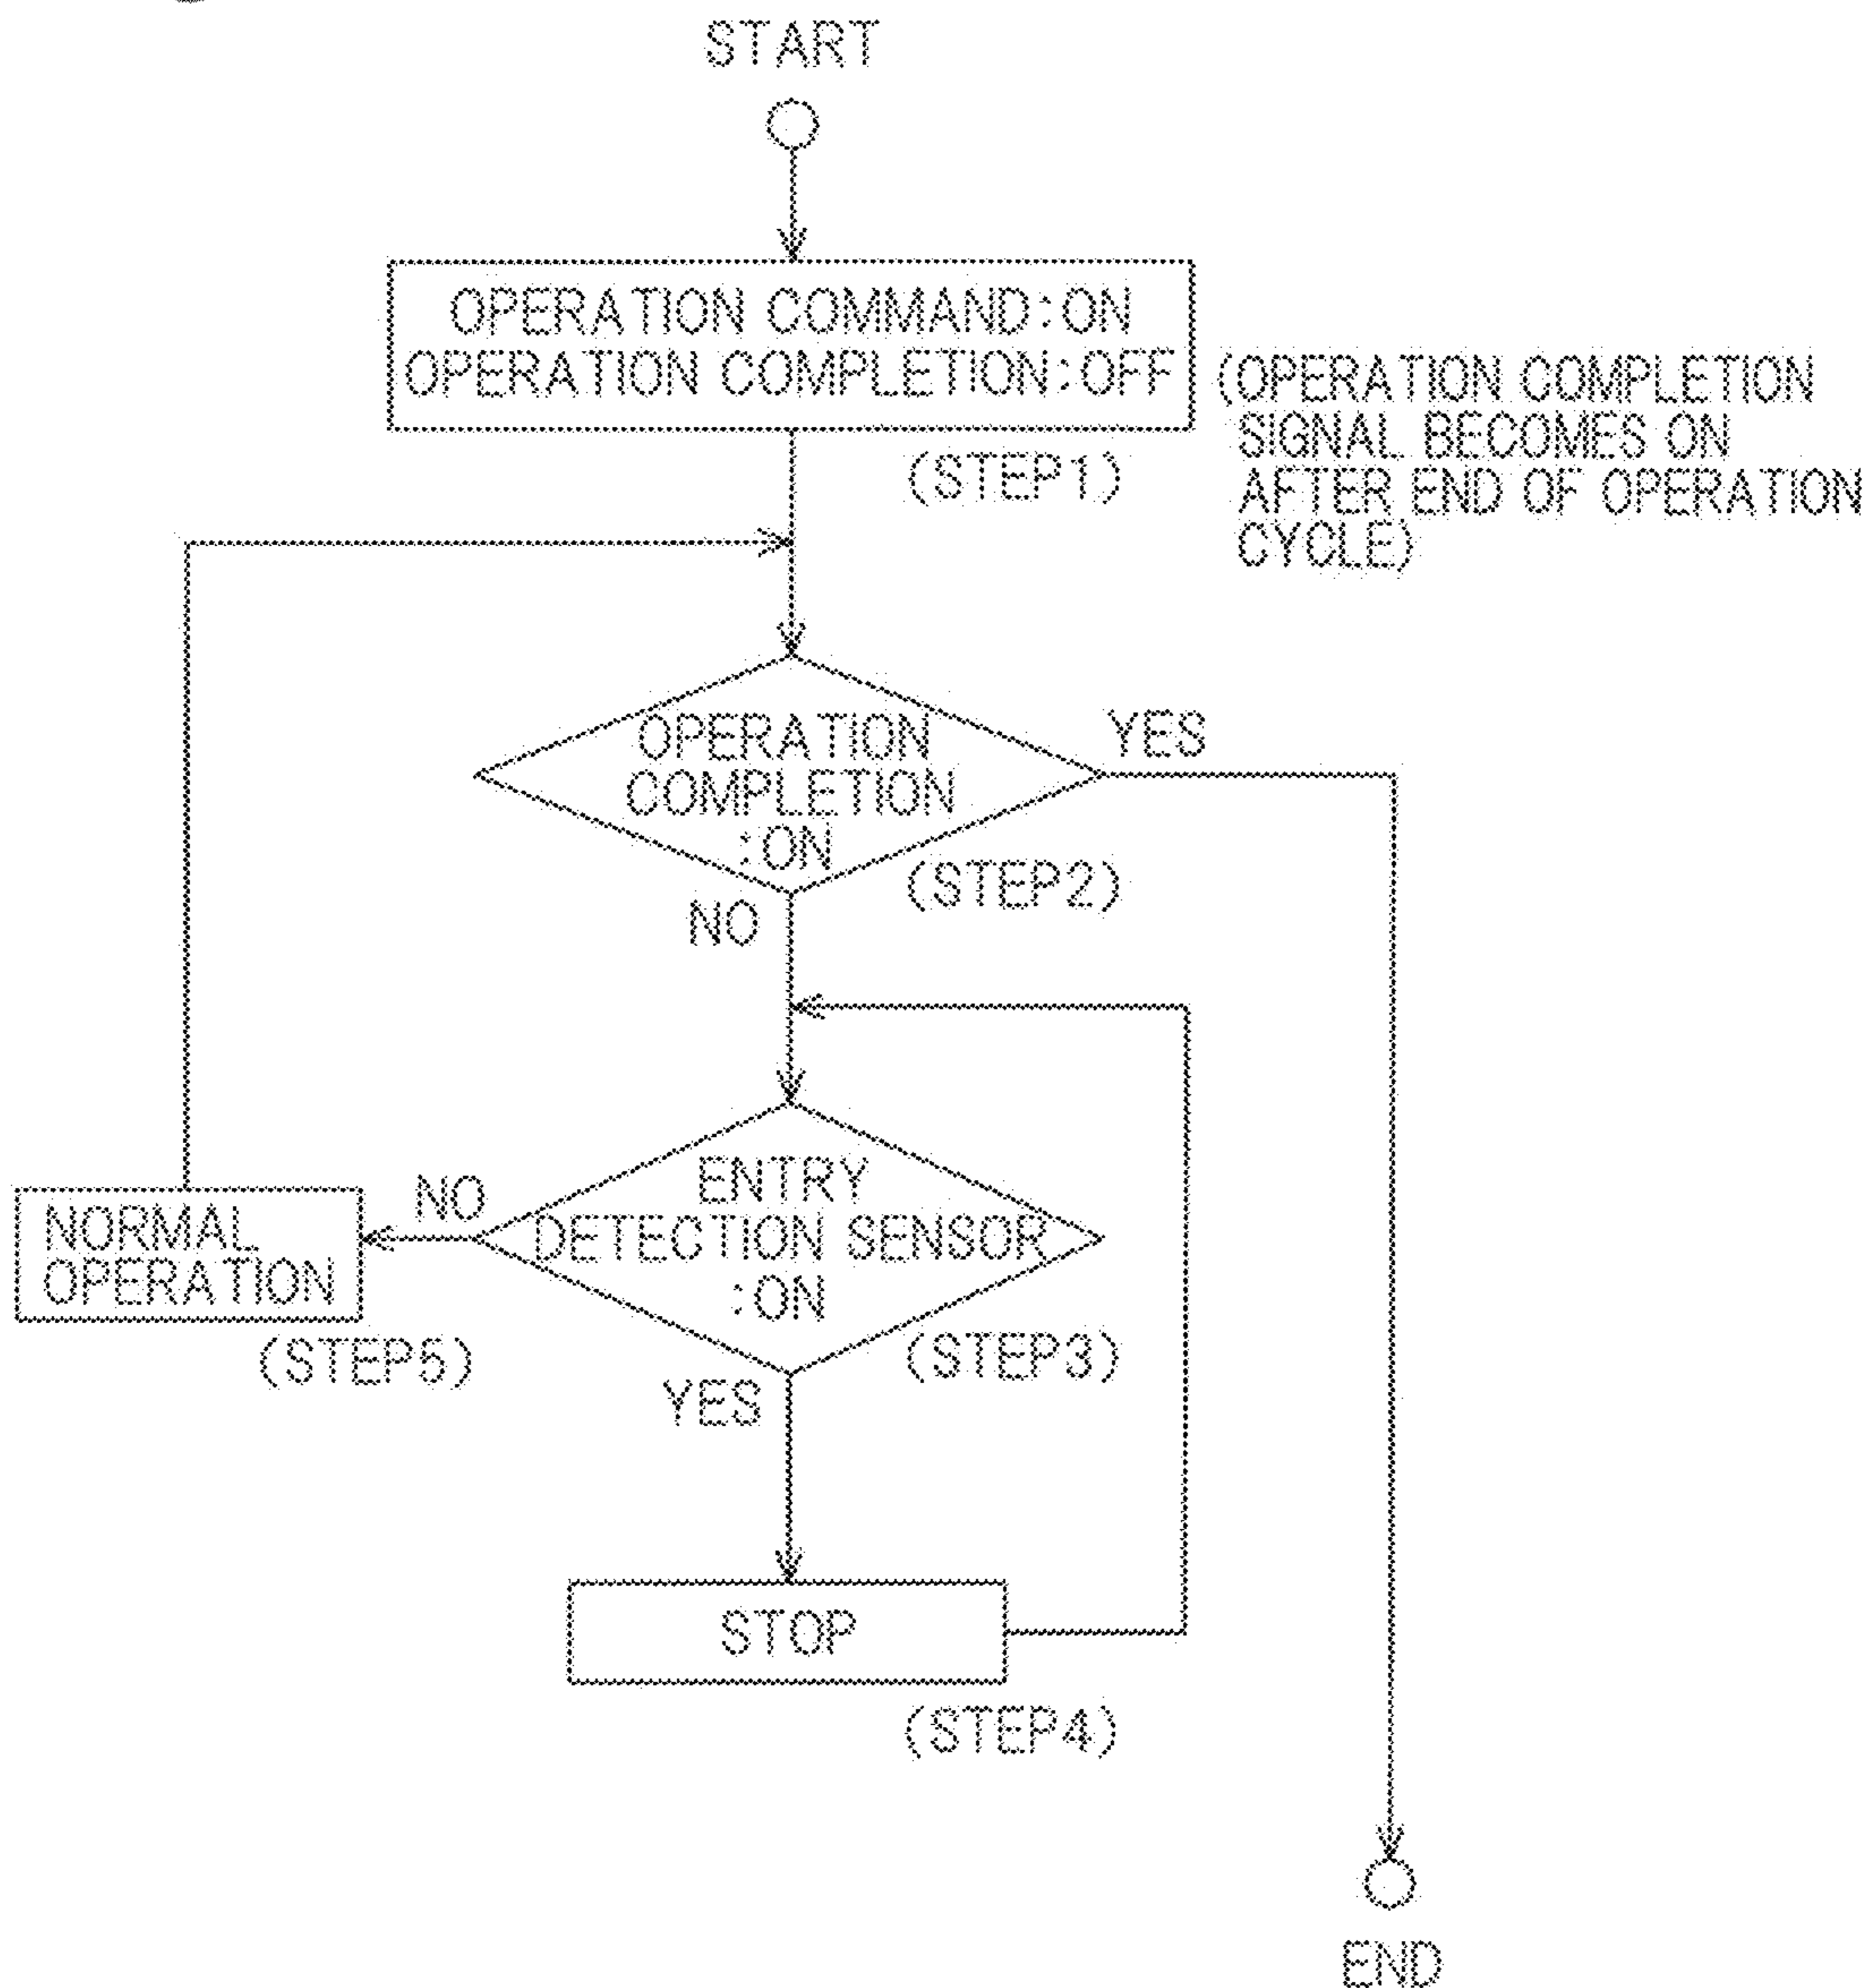 START
OPERATION COMMAND:ON
OPERATION COMPLETION:OFF
(OPERATION COMPLETION
SIGNAL BECOMES ON
AFTER END OF OPERATION
CYCLE)
(STEP1)
OPERATION
COMPLETION
:ON
YES
(STEP2)
NO
ENTRY
DETECTION SENSOR
:ON
NO
NORMAL
OPERATION
(STEP5)
(STEP3)
YES
STOP
(STEP4)
END